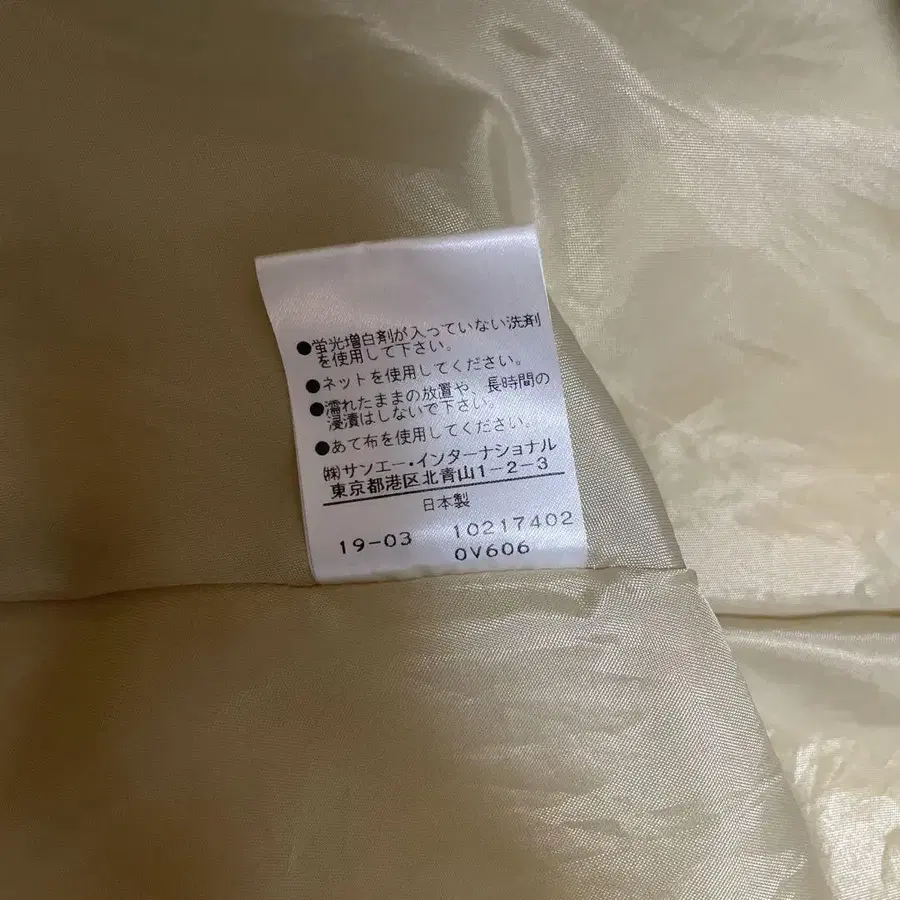 ●蛍光増白剤が入っていない洗剤
を使用して下さい。
●ネットを使用してください。
●濡れたままの放置や、長時間の
浸漬はしないで下さい。
●あて布を使用してください。
㈱サンエー・インターナショナル
東京都港区北青山1-2-3
日本製
19-03 10217402
0V606